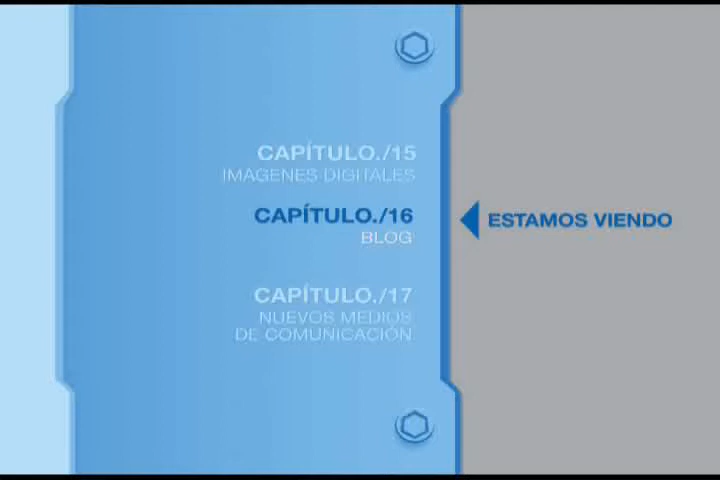 CAPÍTULO./15
IMAGENES DIGITALES
CAPÍTULO./16
BLOG
ESTAMOS VIENDO
CAPÍTULO./17
NUEVOS MEDIOS
DE COMUNICACIÓN